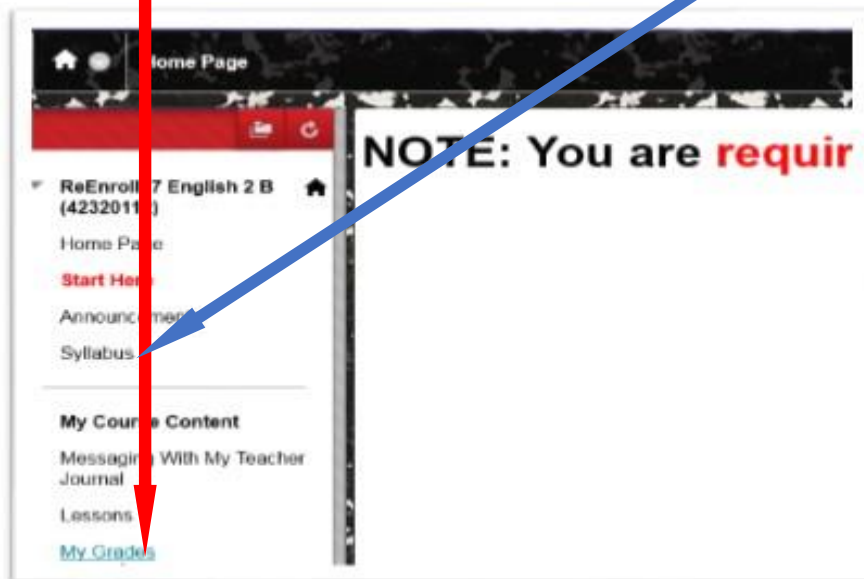 Home Page
NOTE: You are requir
ReEnroll 7 English 2 B
Home Page
Start Here
Announcement
Syllabus
My Course Content
Messaging With My Teacher
Journal
Lessons
My Grades